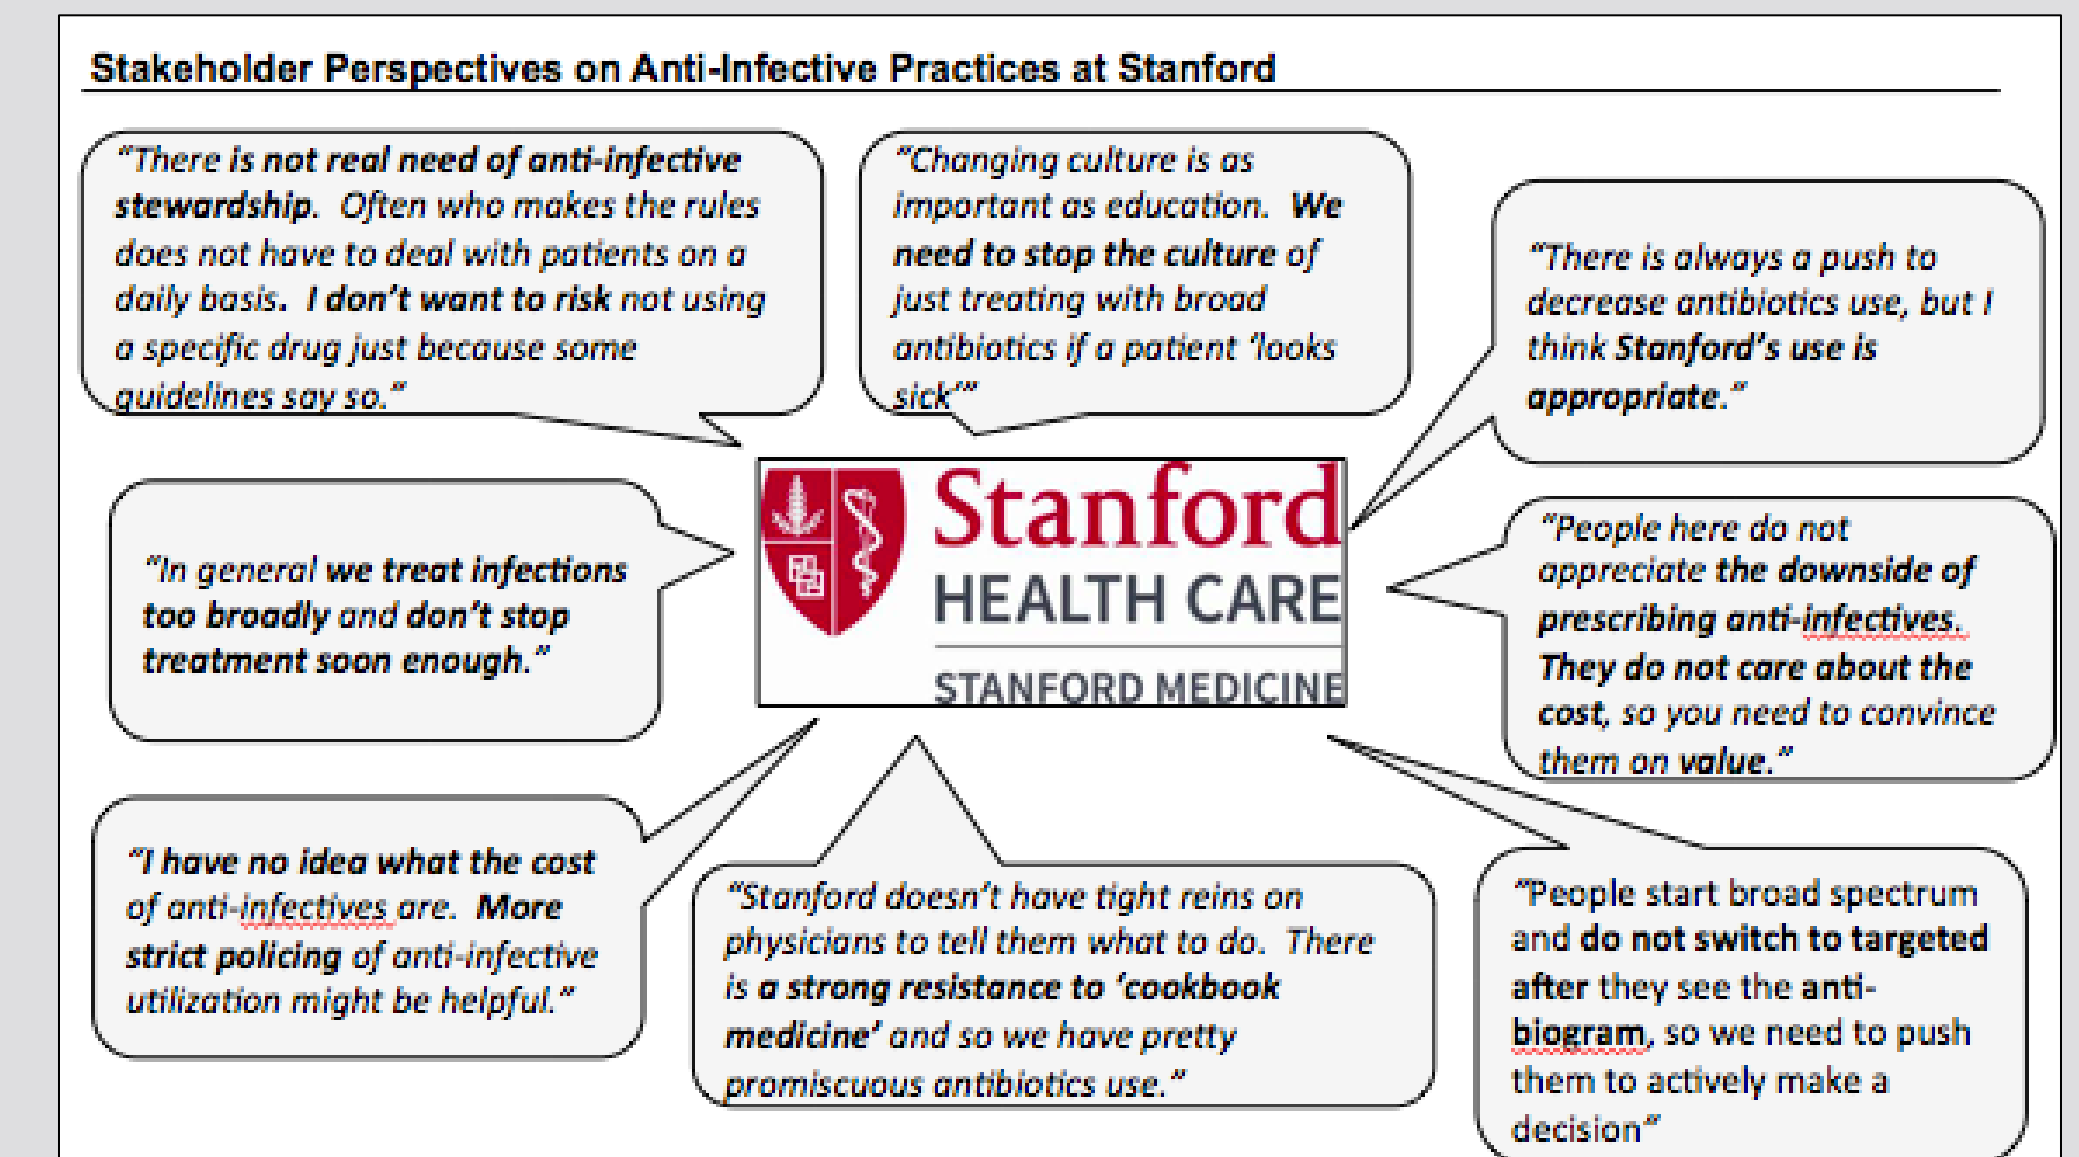 Stakeholder Perspectives on Anti-Infective Practices at Stanford
“There is not real need of anti-infective
stewardship.  Often who makes the rules
does not have to deal with patients on a
daily basis.  I don’t want to risk not using
a specific drug just because some
guidelines say so.”
“Changing culture is as
important as education.  We
need to stop the culture of
just treating with broad
antibiotics if a patient ‘looks
sick’”
“There is always a push to
decrease antibiotics use, but I
think Stanford’s use is
appropriate.”
“In general we treat infections
too broadly and don’t stop
treatment soon enough.”
Stanford
HEALTH CARE
STANFORD MEDICINE
“People here do not
appreciate the downside of
prescribing anti-infectives.
They do not care about the
cost, so you need to convince
them on value.”
“I have no idea what the cost
of anti-infectives are.  More
strict policing of anti-infective
utilization might be helpful.”
“Stanford doesn’t have tight reins on
physicians to tell them what to do.  There
is a strong resistance to ‘cookbook
medicine’ and so we have pretty
promiscuous antibiotics use.”
“People start broad spectrum
and do not switch to targeted
after they see the anti-
biogram, so we need to push
them to actively make a
decision”